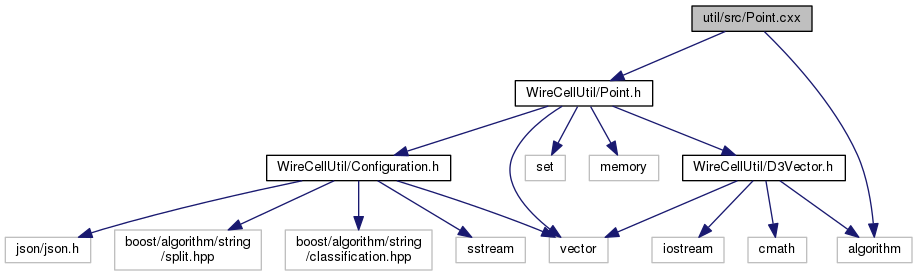 util/src/Point.cxx
WireCellUtil/Point.h
WireCellUtil/Configuration.h
set
memory
WireCellUtil/D3Vector.h
json/json.h
boost/algorithm/string
/split.hpp
boost/algorithm/string
/classification.hpp
sstream
vector
iostream
cmath
algorithm